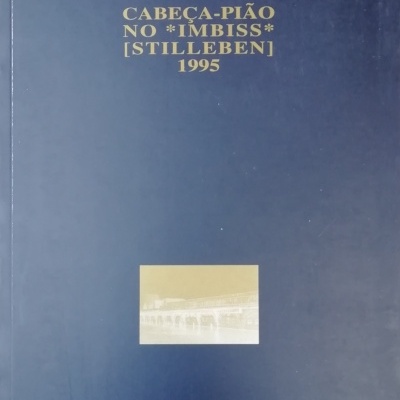 CABEÇA-PIÃO
NO *IMBISS*
[STILLEBEN]
1995